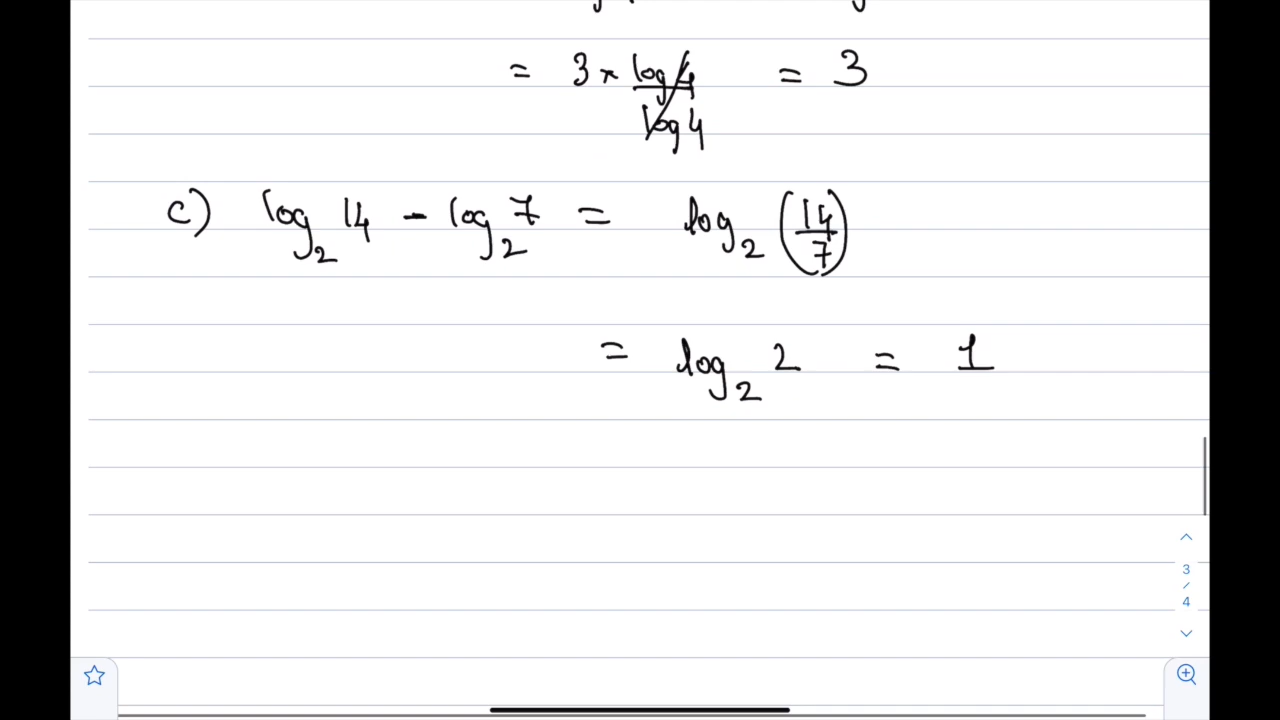 = 3 × log 4 / log 4 = 3
c) log₂ 14 - log₂ 7 = log₂ (14/7)
= log₂ 2 = 1
3
/
4